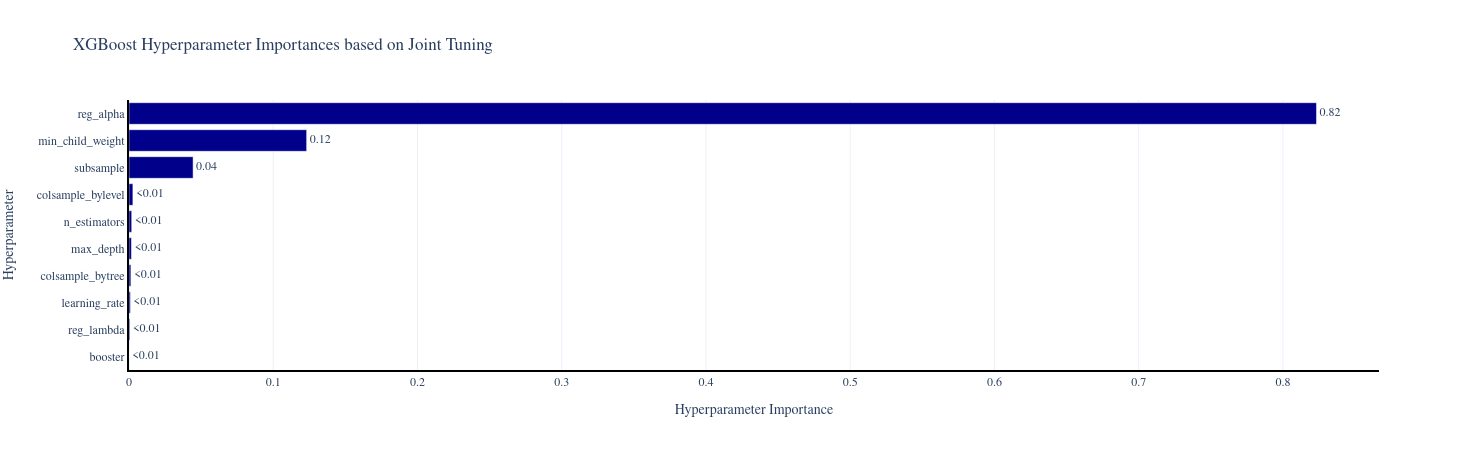 XGBoost Hyperparameter Importances based on Joint Tuning
Hyperparameter
reg_alpha 0.82
min_child_weight 0.12
subsample 0.04
colsample_bylevel <0.01
n_estimators <0.01
max_depth <0.01
colsample_bytree <0.01
learning_rate <0.01
reg_lambda <0.01
booster <0.01
0 0.1 0.2 0.3 0.4 0.5 0.6 0.7 0.8
Hyperparameter Importance